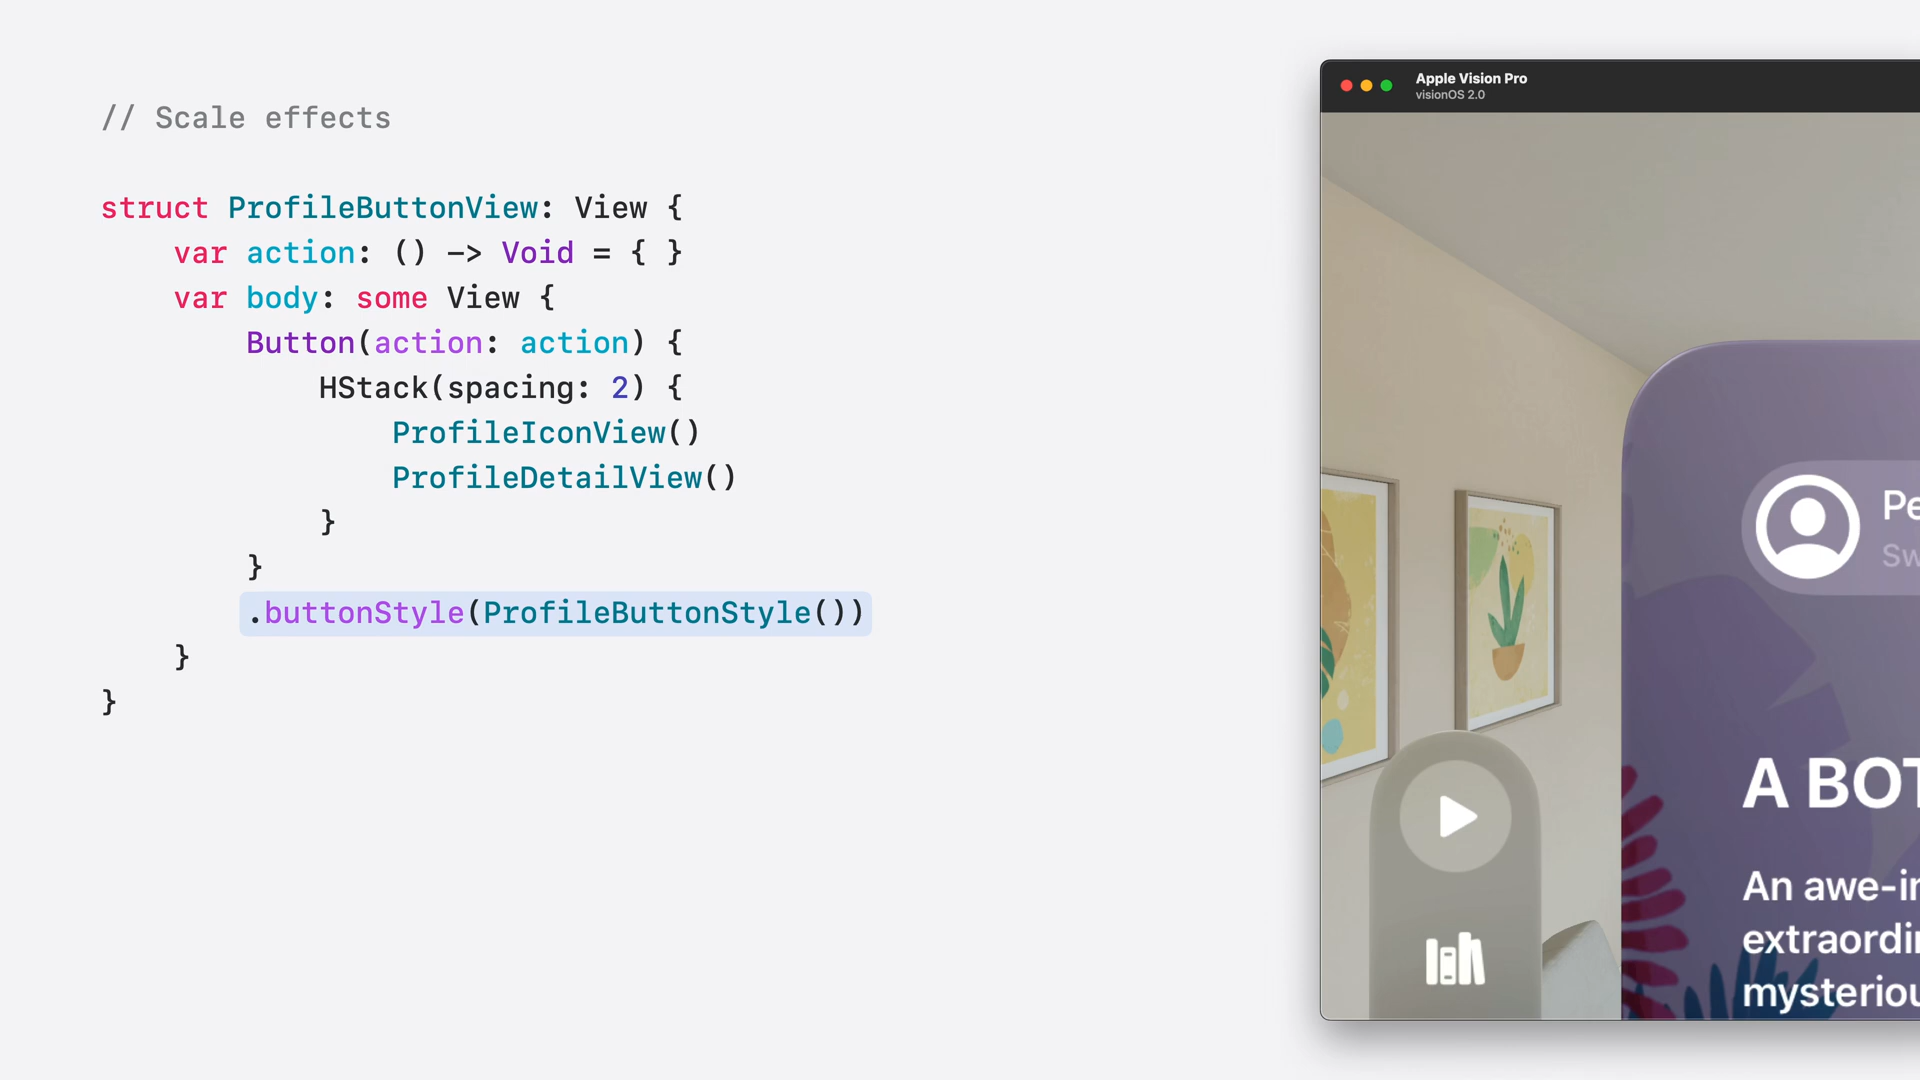 // Scale effects
struct ProfileButtonView: View {
var action: () -> Void = { }
var body: some View {
Button(action: action) {
HStack(spacing: 2) {
ProfileIconView()
ProfileDetailView()
}
}
.buttonStyle(ProfileButtonStyle())
}
}
Apple Vision Pro
visionOS 2.0
Pe
Sw
A BOT
An awe-in
extraordin
mysteriou